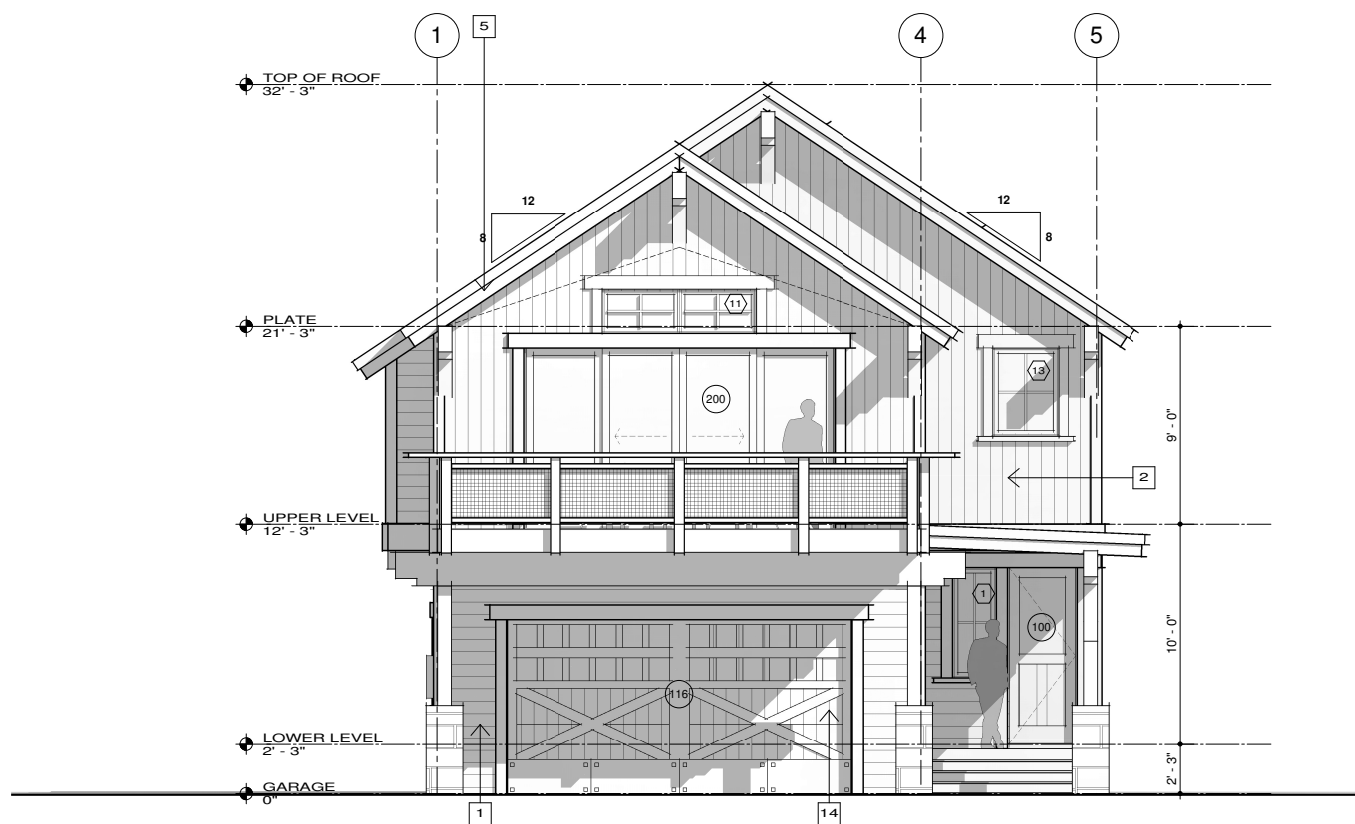 1
5
4
5
TOP OF ROOF
32' - 3"
12
8
12
8
11
PLATE
21' - 3"
13
200
9' - 0"
2
UPPER LEVEL
12' - 3"
1
100
10' - 0"
116
LOWER LEVEL
2' - 3"
2' - 3"
GARAGE
0"
1
14